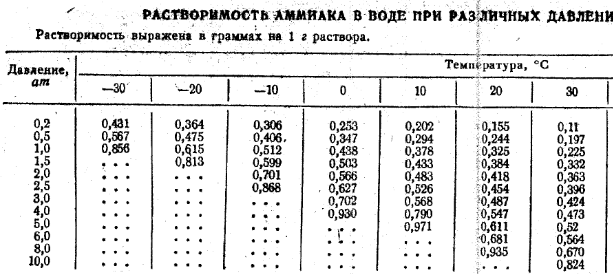 РАСТВОРИМОСТЬ АММИАКА В ВОДЕ ПРИ РАЗЛИЧНЫХ ДАВЛЕНИ
Растворимость выражена в граммах на 1 г раствора.
Давление, ат Температура, °С
—30 —20 —10 0 10 20 30
0,2 0,431 0,364 0,306 0,253 0,202 0,155 0,11
0,5 0,567 0,475 0,406 0,347 0,294 0,244 0,197
1,0 0,856 0,615 0,512 0,438 0,378 0,325 0,225
1,5 . . . 0,813 0,599 0,503 0,433 0,384 0,332
2,0 . . . . . . 0,701 0,566 0,483 0,418 0,363
2,5 . . . . . . 0,868 0,627 0,526 0,454 0,396
3,0 . . . . . . . . . 0,702 0,568 0,487 0,424
4,0 . . . . . . . . . 0,930 0,790 0,547 0,473
5,0 . . . . . . . . . . . . 0,971 0,611 0,52
6,0 . . . . . . . . . . . . . . . 0,681 0,564
8,0 . . . . . . . . . . . . . . . 0,935 0,670
10,0 . . . . . . . . . . . . . . . . . . 0,824